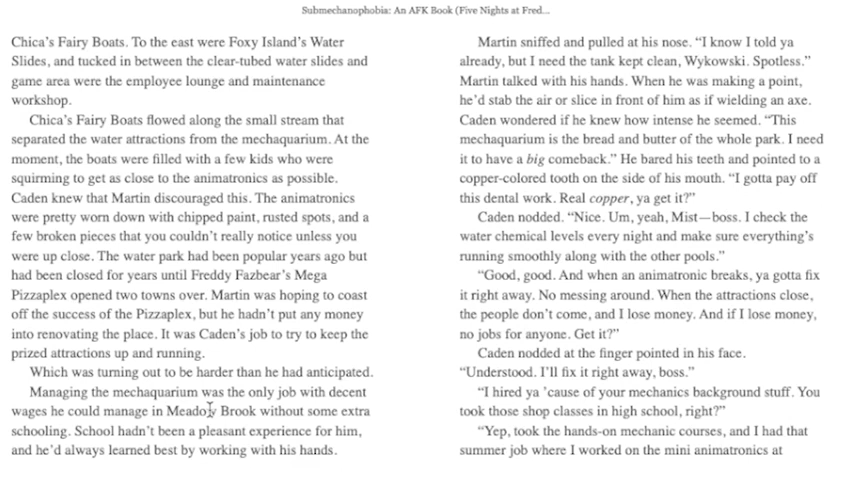 Submechanophobia: An AFK Book (Five Nights at Fred...
Chica's Fairy Boats. To the east were Foxy Island's Water
Slides, and tucked in between the clear-tubed water slides and
game area were the employee lounge and maintenance
workshop.
Chica's Fairy Boats flowed along the small stream that
separated the water attractions from the mechaquarium. At the
moment, the boats were filled with a few kids who were
squirming to get as close to the animatronics as possible.
Caden knew that Martin discouraged this. The animatronics
were pretty worn down with chipped paint, rusted spots, and a
few broken pieces that you couldn't really notice unless you
were up close. The water park had been popular years ago but
had been closed for years until Freddy Fazbear's Mega
Pizzaplex opened two towns over. Martin was hoping to coast
off the success of the Pizzaplex, but he hadn't put any money
into renovating the place. It was Caden's job to try to keep the
prized attractions up and running.
Which was turning out to be harder than he had anticipated.
Managing the mechaquarium was the only job with decent
wages he could manage in Meadow Brook without some extra
schooling. School hadn't been a pleasant experience for him,
and he'd always learned best by working with his hands.
Martin sniffed and pulled at his nose. “I know I told ya
already, but I need the tank kept clean, Wykowski. Spotless.”
Martin talked with his hands. When he was making a point,
he'd stab the air or slice in front of him as if wielding an axe.
Caden wondered if he knew how intense he seemed. “This
mechaquarium is the bread and butter of the whole park. I need
it to have a big comeback.” He bared his teeth and pointed to a
copper-colored tooth on the side of his mouth. “I gotta pay off
this dental work. Real copper, ya get it?”
Caden nodded. “Nice. Um, yeah, Mist—boss. I check the
water chemical levels every night and make sure everything's
running smoothly along with the other pools.”
“Good, good. And when an animatronic breaks, ya gotta fix
it right away. No messing around. When the attractions close,
the people don't come, and I lose money. And if I lose money,
no jobs for anyone. Get it?”
Caden nodded at the finger pointed in his face.
“Understood. I'll fix it right away, boss.”
“I hired ya 'cause of your mechanics background stuff. You
took those shop classes in high school, right?”
“Yep, took the hands-on mechanic courses, and I had that
summer job where I worked on the mini animatronics at